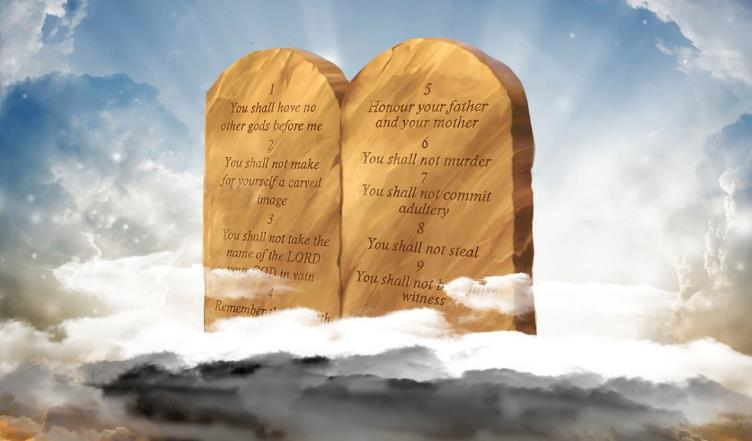 1
You shall have no
other gods before me
2
You shall not make
for yourself a carved
image
3
You shall not take the
name of the LORD
your GOD in vain
4
Remember
5
Honour your father
and your mother
6
You shall not murder
7
You shall not commit
adultery
8
You shall not steal
9
You shall not false
witness